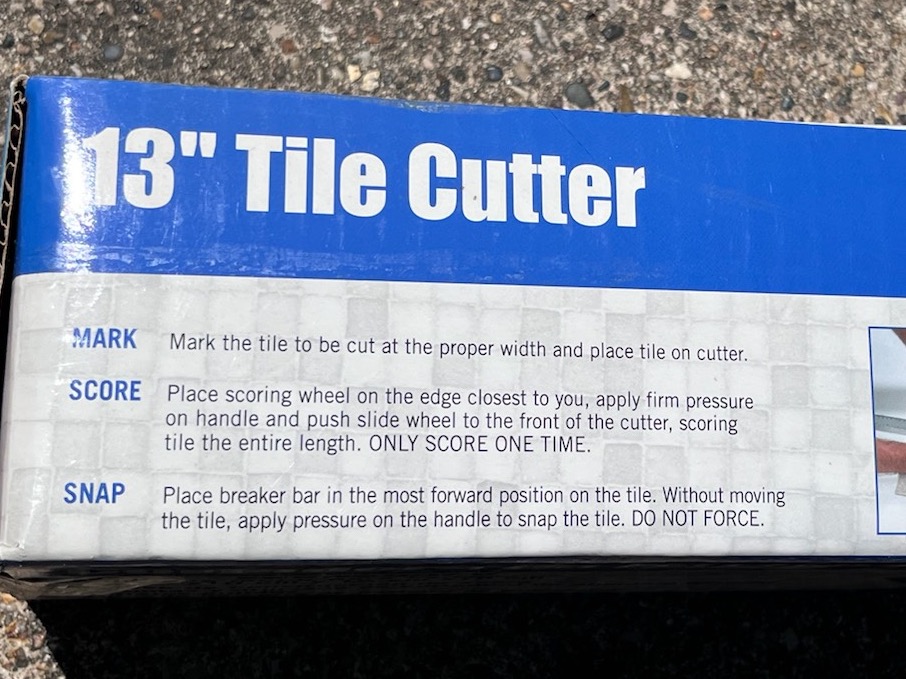 13" Tile Cutter
MARK Mark the tile to be cut at the proper width and place tile on cutter.
SCORE Place scoring wheel on the edge closest to you, apply firm pressure
on handle and push slide wheel to the front of the cutter, scoring
tile the entire length. ONLY SCORE ONE TIME.
SNAP Place breaker bar in the most forward position on the tile. Without moving
the tile, apply pressure on the handle to snap the tile. DO NOT FORCE.